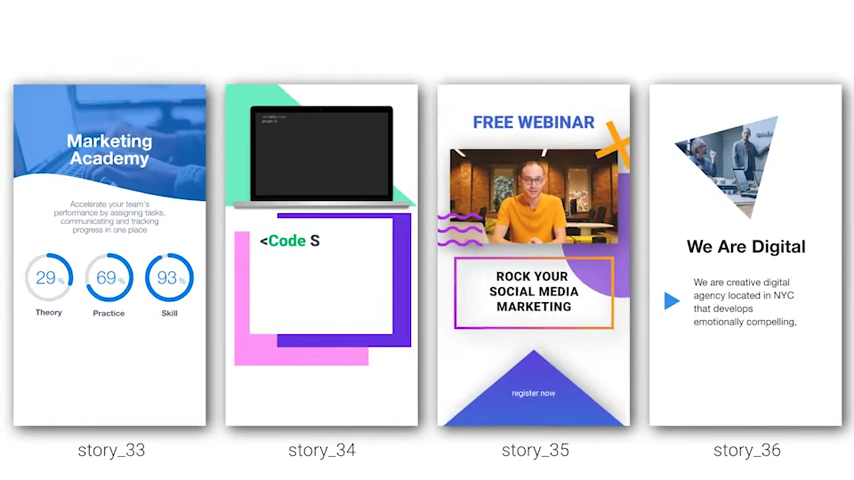 Marketing
Academy
Accelerate your team's
performance by assigning tasks,
communicating and tracking
progress in one place
29 %
69 %
93 %
Theory
Practice
Skill
story_33
<Code S
story_34
FREE WEBINAR
ROCK YOUR
SOCIAL MEDIA
MARKETING
register now
story_35
We Are Digital
We are creative digital
agency located in NYC
that develops
emotionally compelling,
story_36